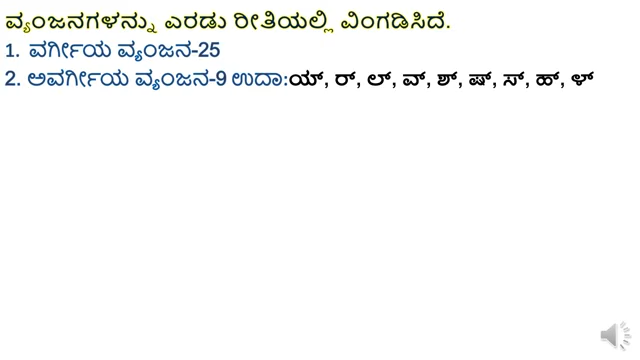 ವ್ಯಂಜನಗಳನ್ನು ಎರಡು ರೀತಿಯಲ್ಲಿ ವಿಂಗಡಿಸಿದೆ.
1. ವರ್ಗೀಯ ವ್ಯಂಜನ-25
2. ಅವರ್ಗೀಯ ವ್ಯಂಜನ-9 ಉದಾ:ಯ್, ರ್, ಲ್, ವ್, ಶ್, ಷ್, ಸ್, ಹ್, ಳ್